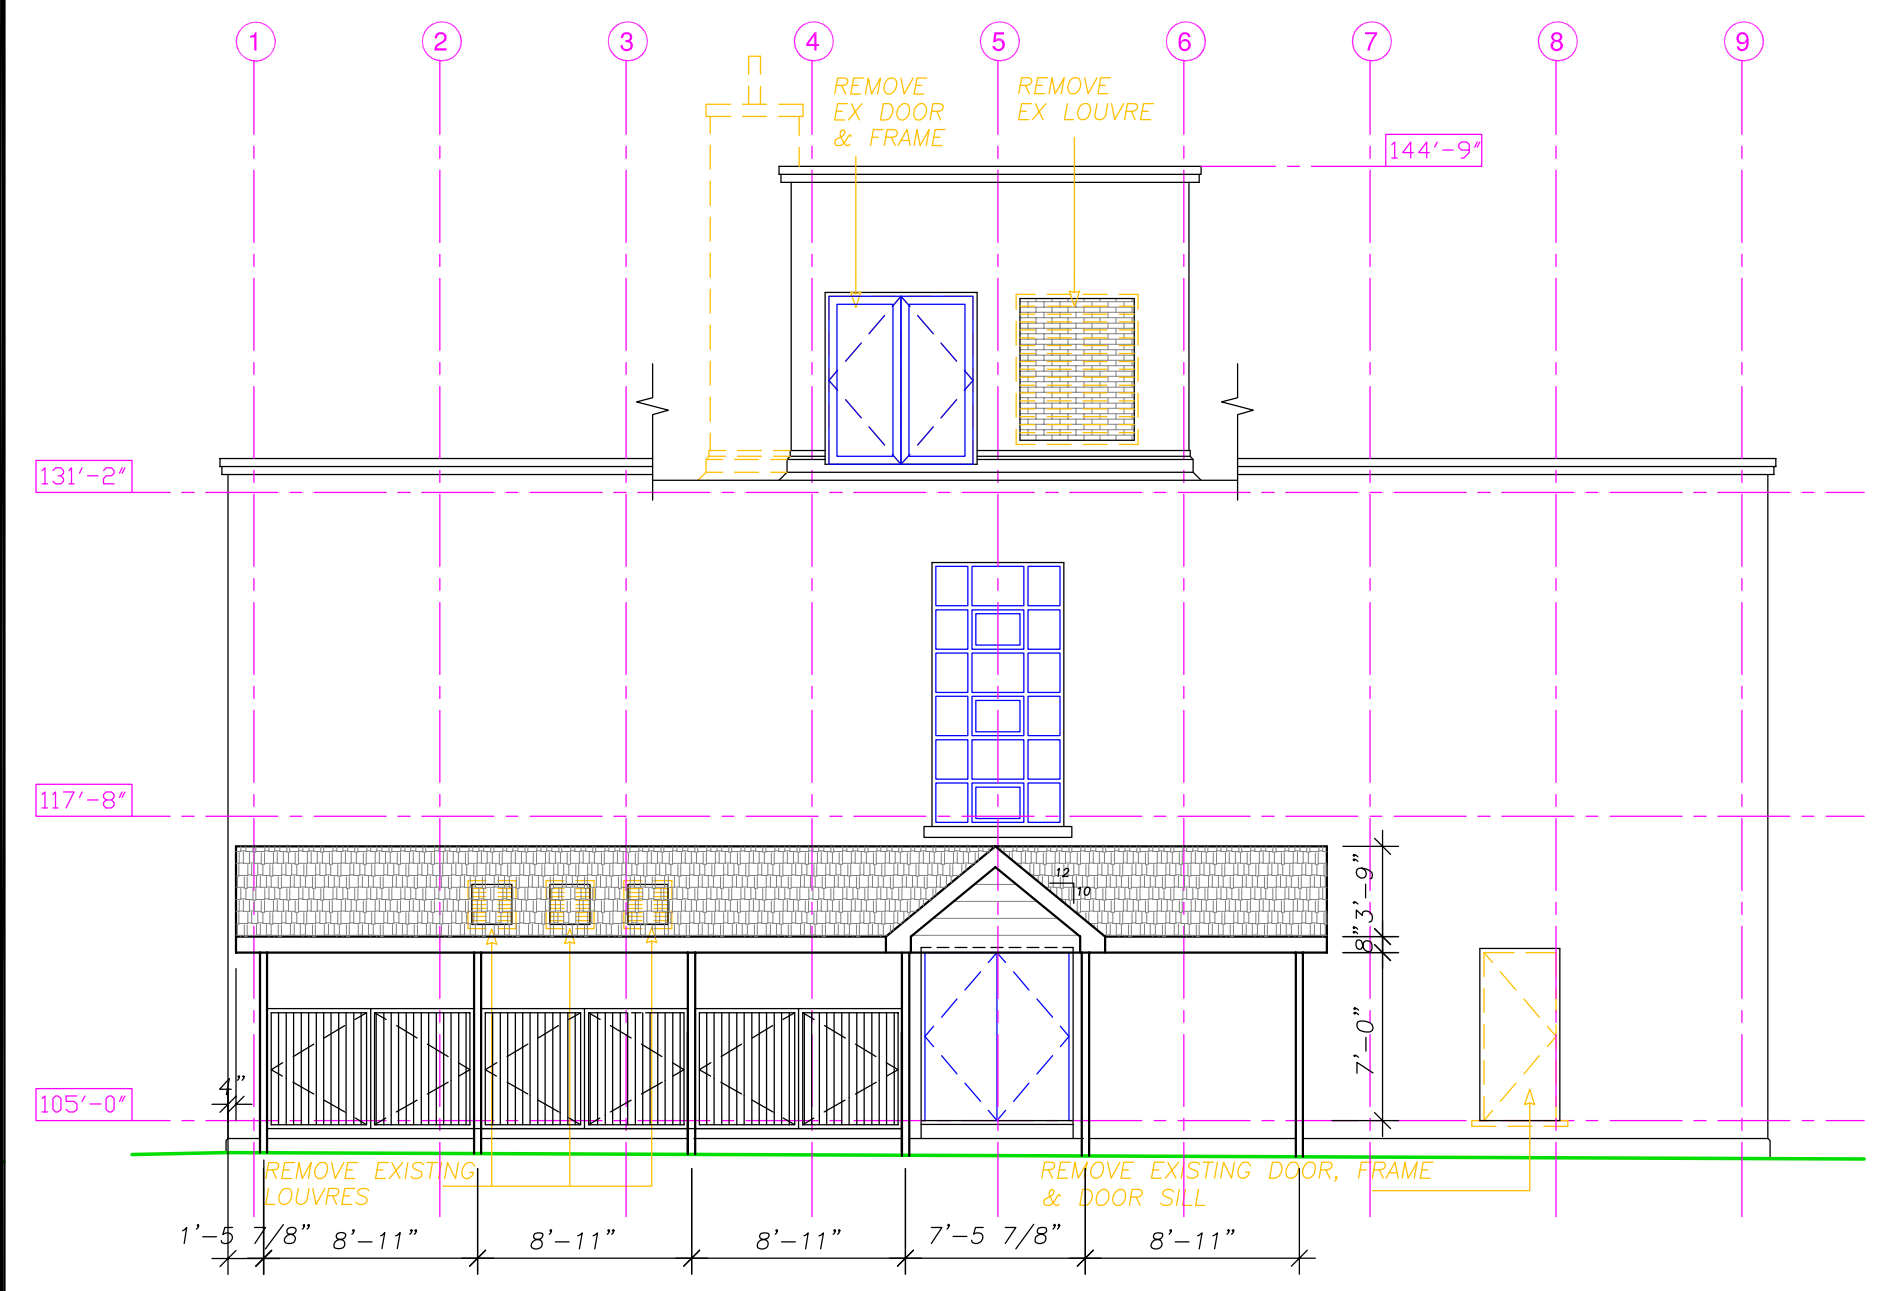 1 2 3 4 5 6 7 8 9
REMOVE
EX DOOR
& FRAME
REMOVE
EX LOUVRE
144'-9"
131'-2"
117'-8"
12
10
3'-9"
8"
7'-0"
4"
105'-0"
REMOVE EXISTING
LOUVRES
REMOVE EXISTING DOOR, FRAME
& DOOR SILL
1'-5 7/8" 8'-11" 8'-11" 8'-11" 7'-5 7/8" 8'-11"